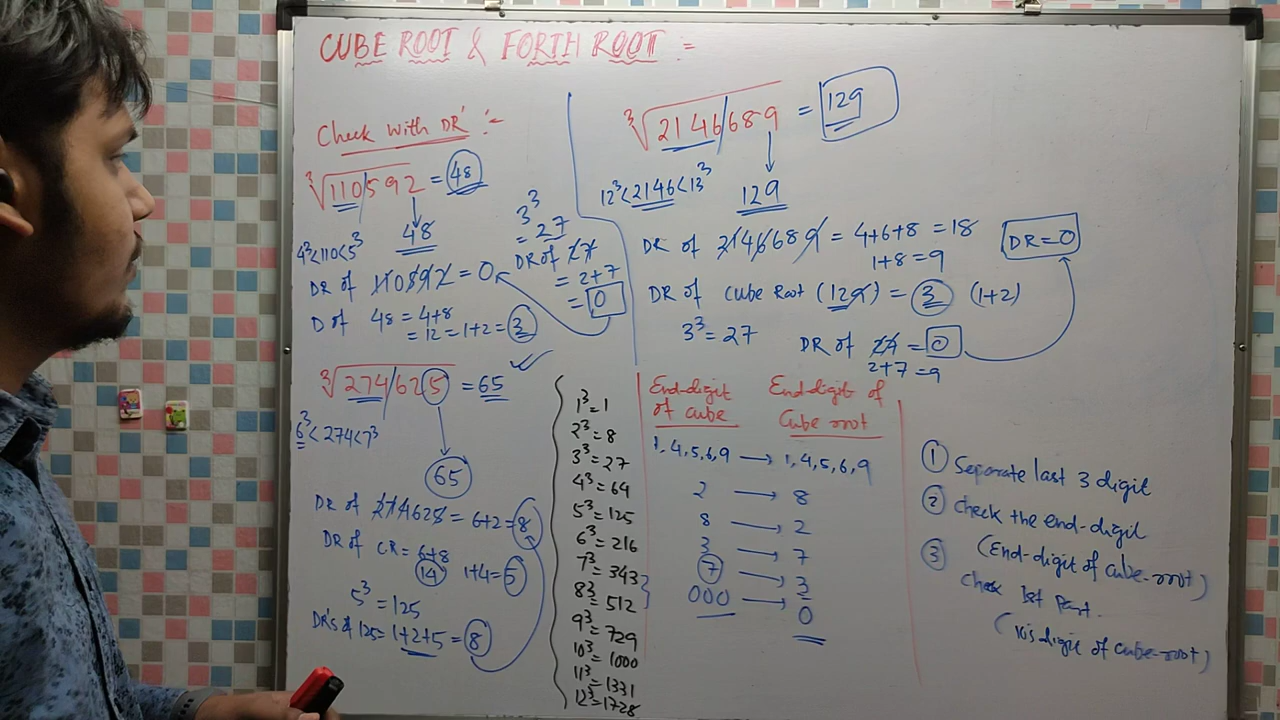 CUBE ROOT & FORTH ROOT :-
Check with DR' :-
∛110/592 = 48
48
4³<110<5³
DR of 110592 = 0
D of 48 = 4+8
= 12 = 1+2 = 3
3³
= 27
DR of 27
= 2+7
= 0
∛274/625 = 65
6³<274<7³
65
DR of 274625 = 6+2 = 8
DR of CR = 6+8
14 1+4=5
5³ = 125
DR's of 125 = 1+2+5 = 8
∛2146/689 = 129
12³<2146<13³
129
DR of 2146689 = 4+6+8 = 18
1+8 = 9
DR = 0
DR of Cube Root (129) = 3 (1+2)
3³ = 27
DR of 27 = 0
2+7 = 9
1³=1
2³=8
3³=27
4³=64
5³=125
6³=216
7³=343
8³=512
9³=729
10³=1000
11³=1331
12³=1728
End-digit of cube
End-digit of Cube root
1,4,5,6,9 → 1,4,5,6,9
2 → 8
8 → 2
3 → 7
7 → 3
000 → 0
① Separate last 3 digit
② check the end-digit
(End-digit of cube-root)
③ check Ist Part.
digit of cube-root)